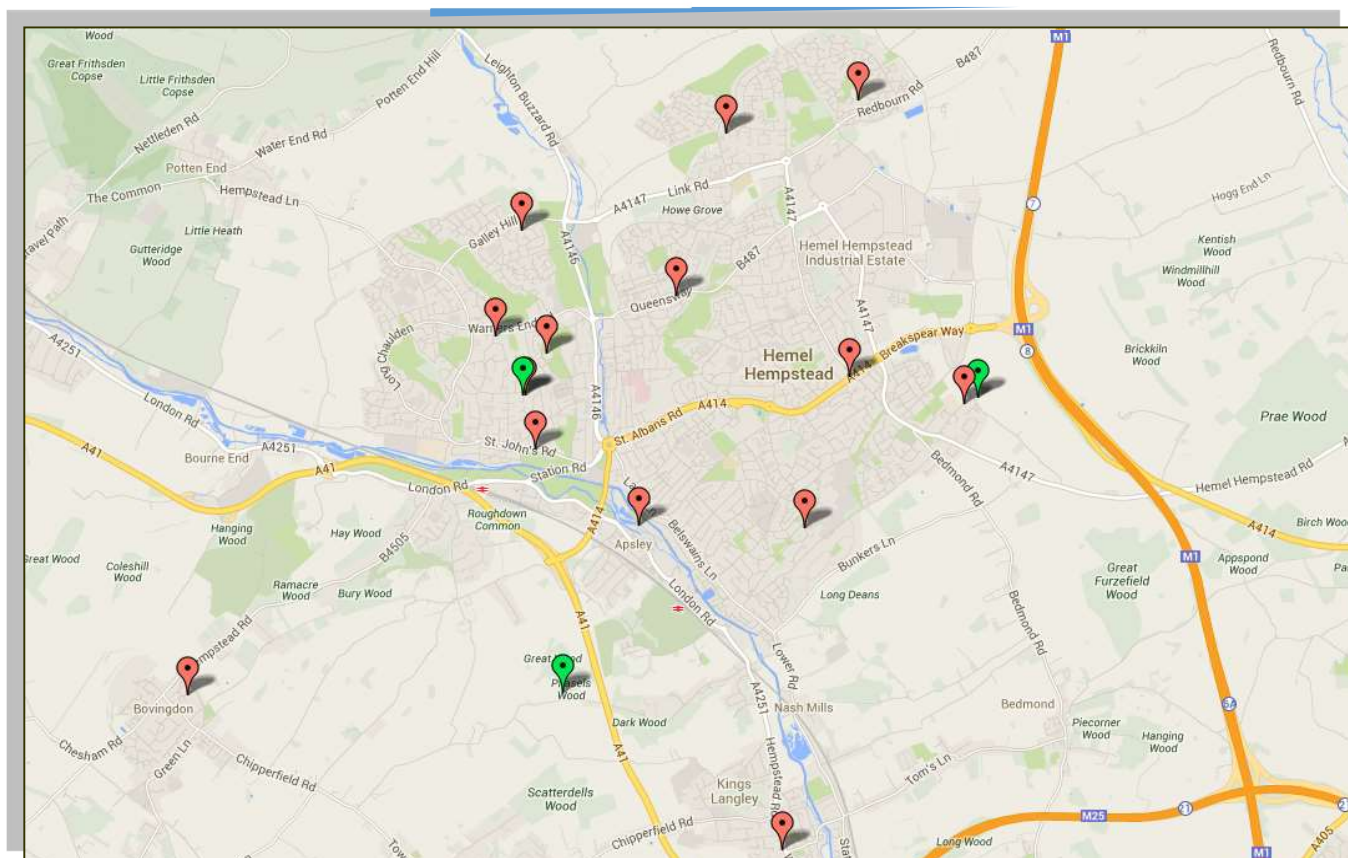 Wood
Great Frithsden
Copse
Little Frithsden
Copse
Nettleden Rd
Potten End Hill
Water End Rd
Potten End
The Common
Hempstead Ln
Little Heath
Gutteridge
Wood
Leighton Buzzard Rd
Galley Hill
A4147
Link Rd
Howe Grove
A4147
Redbourn Rd
B487
M1
Redbourn Rd
Hogg End Ln
7
Kentish
Wood
Windmillhill
Wood
A4146
B487
Queensway
Hemel Hempstead
Industrial Estate
A4147
Warners End
Long Chaulden
Hemel
Hempstead
A414
Breakspear Way
M1
8
Brickkiln
Wood
Prae Wood
A4251
London Rd
A4146
St. Albans Rd
A414
A41
Bourne End
A4251
A41
St. John's Rd
Station Rd
London Rd
Bedmond Rd
A4147
Hemel Hempstead Rd
A414
Roughdown
Common
A414
Hanging
Wood
Hay Wood
B4505
Great Wood
Coleshill
Wood
Ramacre
Wood
Bury Wood
Apsley
Belswains Ln
Bunkers Ln
Long Deans
Great
Furzefield
Wood
M1
Appspond
Wood
Birch Wood
London Rd
A41
Bedmond Rd
Lower Rd
A4251
Nash Mills
Bedmond
Bovingdon
Chesham Rd
Green Ln
Chipperfield Rd
Wood
Dark Wood
A41
Hempstead Rd
Tom's Ln
Piecorner
Wood
Hanging
Wood
6A
Scatterdells
Wood
Kings
Langley
Chipperfield Rd
Long Wood
M25
21
M1
A405